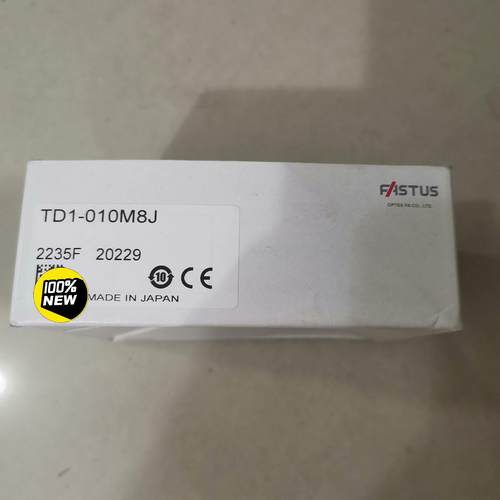 FASTUS
OPTEX FA CO., LTD.
TD1-010M8J
2235F 20229
10
CE
100%
NEW
MADE IN JAPAN